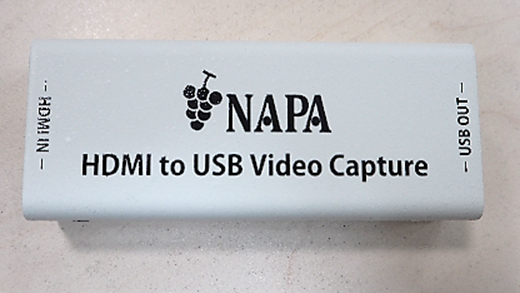 NAPA
HDMI to USB Video Capture
– HDMI IN –
– USB OUT –